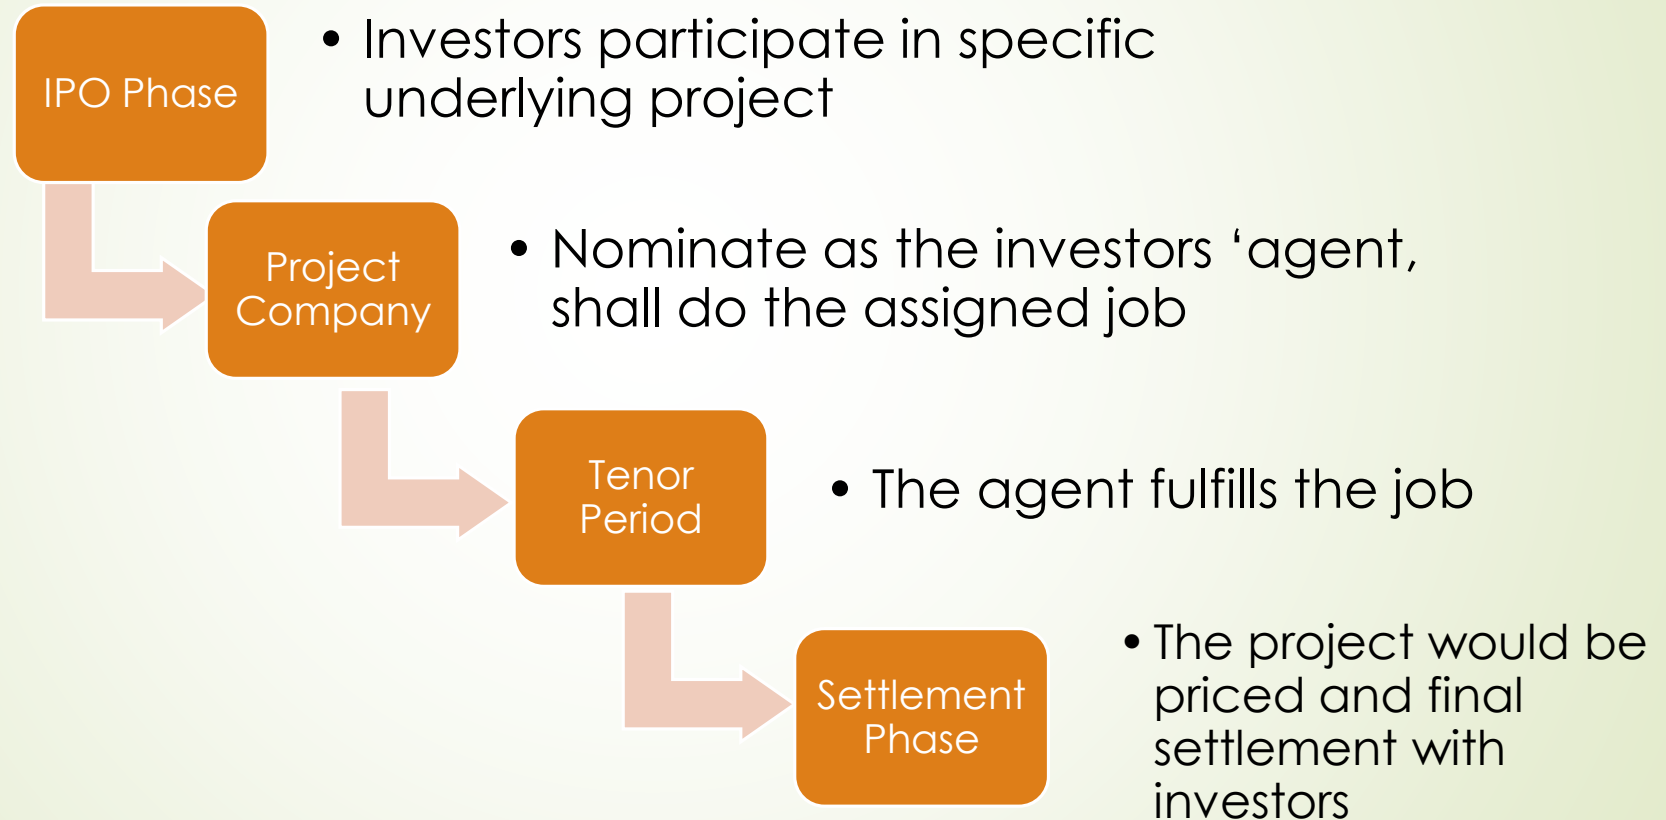 IPO Phase
• Investors participate in specific
underlying project
Project
Company
• Nominate as the investors ‘agent,
shall do the assigned job
Tenor
Period
• The agent fulfills the job
Settlement
Phase
• The project would be
priced and final
settlement with
investors